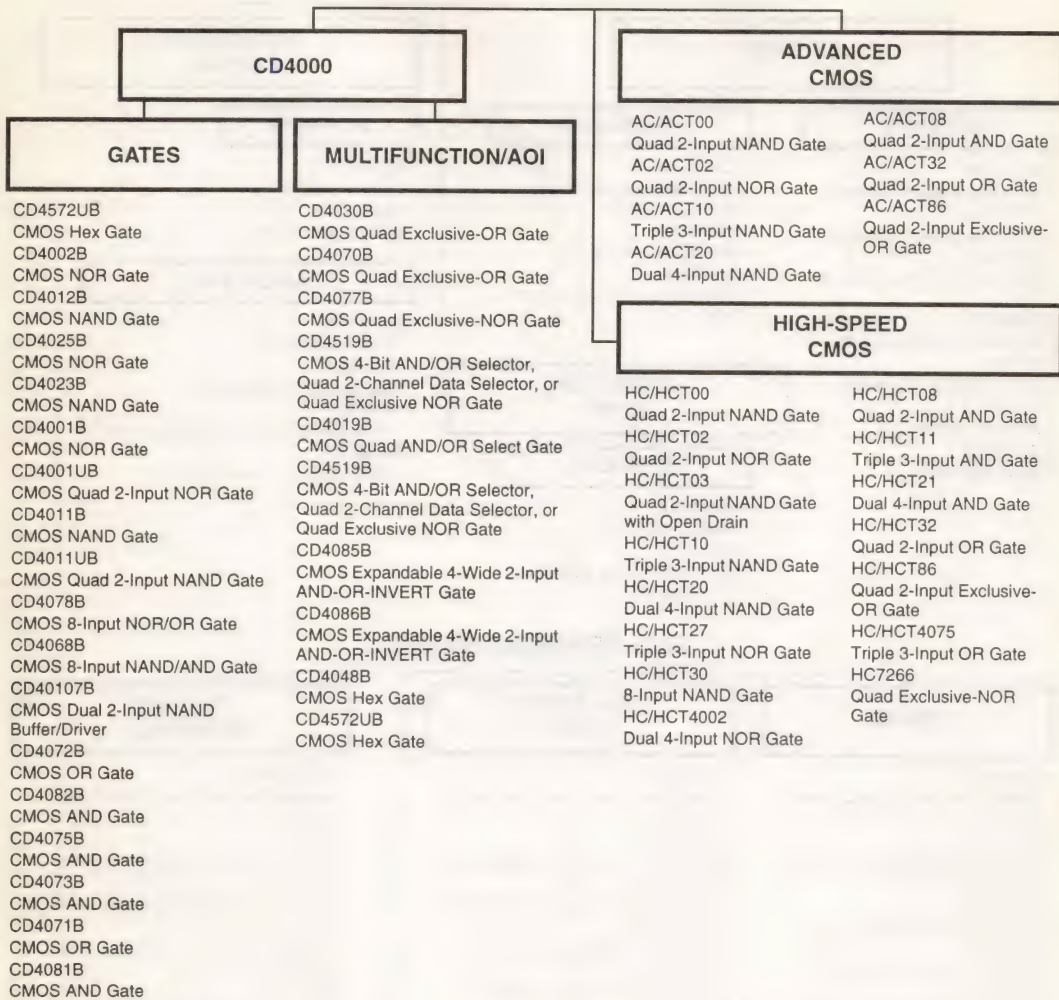 CD4000
GATES
CD4572UB
CMOS Hex Gate
CD4002B
CMOS NOR Gate
CD4012B
CMOS NAND Gate
CD4025B
CMOS NOR Gate
CD4023B
CMOS NAND Gate
CD4001B
CMOS NOR Gate
CD4001UB
CMOS Quad 2-Input NOR Gate
CD4011B
CMOS NAND Gate
CD4011UB
CMOS Quad 2-Input NAND Gate
CD4078B
CMOS 8-Input NOR/OR Gate
CD4068B
CMOS 8-Input NAND/AND Gate
CD40107B
CMOS Dual 2-Input NAND
Buffer/Driver
CD4072B
CMOS OR Gate
CD4082B
CMOS AND Gate
CD4075B
CMOS AND Gate
CD4073B
CMOS AND Gate
CD4071B
CMOS OR Gate
CD4081B
CMOS AND Gate
MULTIFUNCTION/AOI
CD4030B
CMOS Quad Exclusive-OR Gate
CD4070B
CMOS Quad Exclusive-OR Gate
CD4077B
CMOS Quad Exclusive-NOR Gate
CD4519B
CMOS 4-Bit AND/OR Selector,
Quad 2-Channel Data Selector, or
Quad Exclusive NOR Gate
CD4019B
CMOS Quad AND/OR Select Gate
CD4519B
CMOS 4-Bit AND/OR Selector,
Quad 2-Channel Data Selector, or
Quad Exclusive NOR Gate
CD4085B
CMOS Expandable 4-Wide 2-Input
AND-OR-INVERT Gate
CD4086B
CMOS Expandable 4-Wide 2-Input
AND-OR-INVERT Gate
CD4048B
CMOS Hex Gate
CD4572UB
CMOS Hex Gate
ADVANCED
CMOS
AC/ACT00
Quad 2-Input NAND Gate
AC/ACT02
Quad 2-Input NOR Gate
AC/ACT10
Triple 3-Input NAND Gate
AC/ACT20
Dual 4-Input NAND Gate
AC/ACT08
Quad 2-Input AND Gate
AC/ACT32
Quad 2-Input OR Gate
AC/ACT86
Quad 2-Input Exclusive-
OR Gate
HIGH-SPEED
CMOS
HC/HCT00
Quad 2-Input NAND Gate
HC/HCT02
Quad 2-Input NOR Gate
HC/HCT03
Quad 2-Input NAND Gate
with Open Drain
HC/HCT10
Triple 3-Input NAND Gate
HC/HCT20
Dual 4-Input NAND Gate
HC/HCT27
Triple 3-Input NOR Gate
HC/HCT30
8-Input NAND Gate
HC/HCT4002
Dual 4-Input NOR Gate
HC/HCT08
Quad 2-Input AND Gate
HC/HCT11
Triple 3-Input AND Gate
HC/HCT21
Dual 4-Input AND Gate
HC/HCT32
Quad 2-Input OR Gate
HC/HCT86
Quad 2-Input Exclusive-
OR Gate
HC/HCT4075
Triple 3-Input OR Gate
HC7266
Quad Exclusive-NOR
Gate